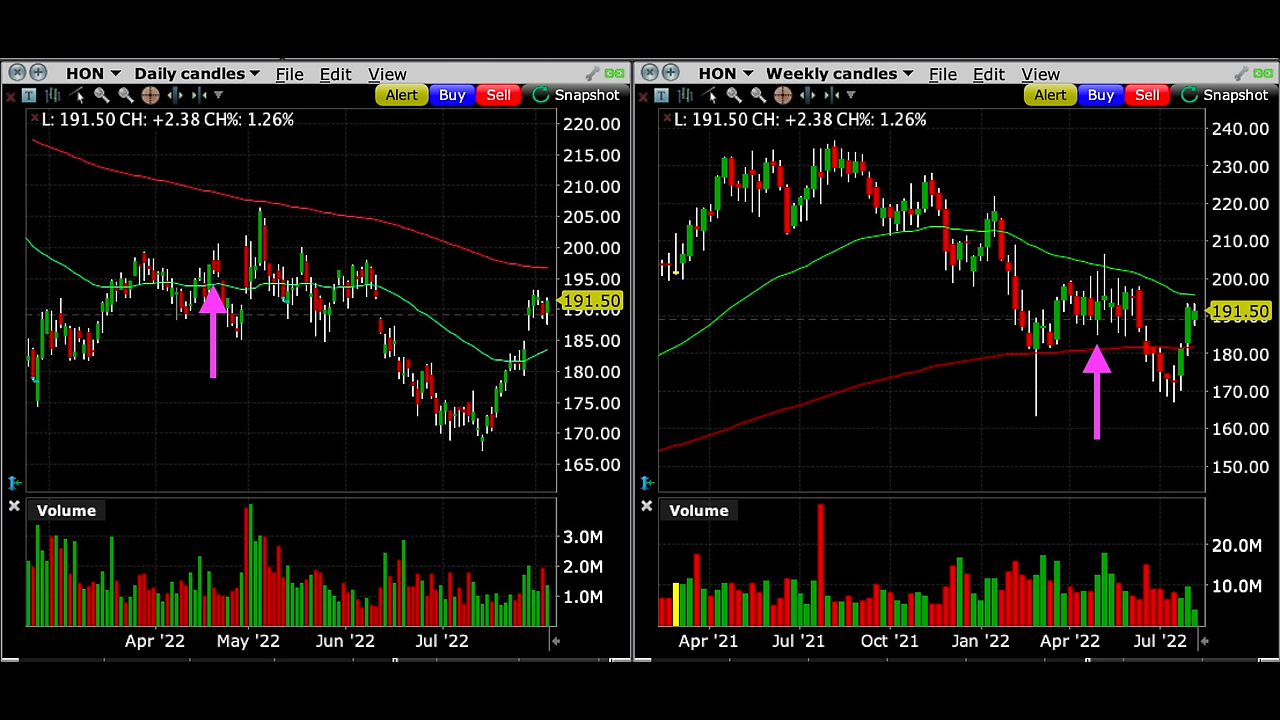 HON Daily candles File Edit View
T Alert Buy Sell Snapshot
L: 191.50 CH: +2.38 CH%: 1.26%
220.00
215.00
210.00
205.00
200.00
195.00
191.50
190.00
185.00
180.00
175.00
170.00
165.00
Volume
3.0M
2.0M
1.0M
Apr '22 May '22 Jun '22 Jul '22
HON Weekly candles File Edit View
T Alert Buy Sell Snapshot
L: 191.50 CH: +2.38 CH%: 1.26%
240.00
230.00
220.00
210.00
200.00
191.50
180.00
170.00
160.00
150.00
Volume
20.0M
10.0M
Apr '21 Jul '21 Oct '21 Jan '22 Apr '22 Jul '22